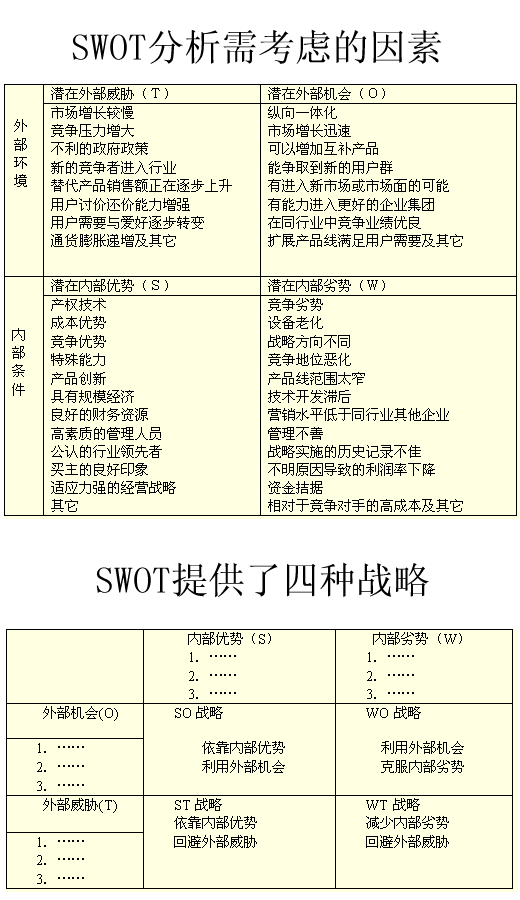 SWOT分析需考虑的因素
外部环境
潜在外部威胁（T）
市场增长较慢
竞争压力增大
不利的政府政策
新的竞争者进入行业
替代产品销售额正在逐步上升
用户讨价还价能力增强
用户需要与爱好逐步转变
通货膨胀递增及其它
潜在外部机会（O）
纵向一体化
市场增长迅速
可以增加互补产品
能争取到新的用户群
有进入新市场或市场面的可能
有能力进入更好的企业集团
在同行业中竞争业绩优良
扩展产品线满足用户需要及其它
内部条件
潜在内部优势（S）
产权技术
成本优势
竞争优势
特殊能力
产品创新
具有规模经济
良好的财务资源
高素质的管理人员
公认的行业领先者
买主的良好印象
适应力强的经营战略
其它
潜在内部劣势（W）
竞争劣势
设备老化
战略方向不同
竞争地位恶化
产品线范围太窄
技术开发滞后
营销水平低于同行业其他企业
管理不善
战略实施的历史记录不佳
不明原因导致的利润率下降
资金拮据
相对于竞争对手的高成本及其它
SWOT提供了四种战略
内部优势（S）
1. ……
2. ……
3. ……
内部劣势（W）
1. ……
2. ……
3. ……
外部机会(O)
1. ……
2. ……
3. ……
SO 战略
依靠内部优势
利用外部机会
WO 战略
利用外部机会
克服内部劣势
外部威胁(T)
1. ……
2. ……
3. ……
ST 战略
依靠内部优势
回避外部威胁
WT 战略
减少内部劣势
回避外部威胁